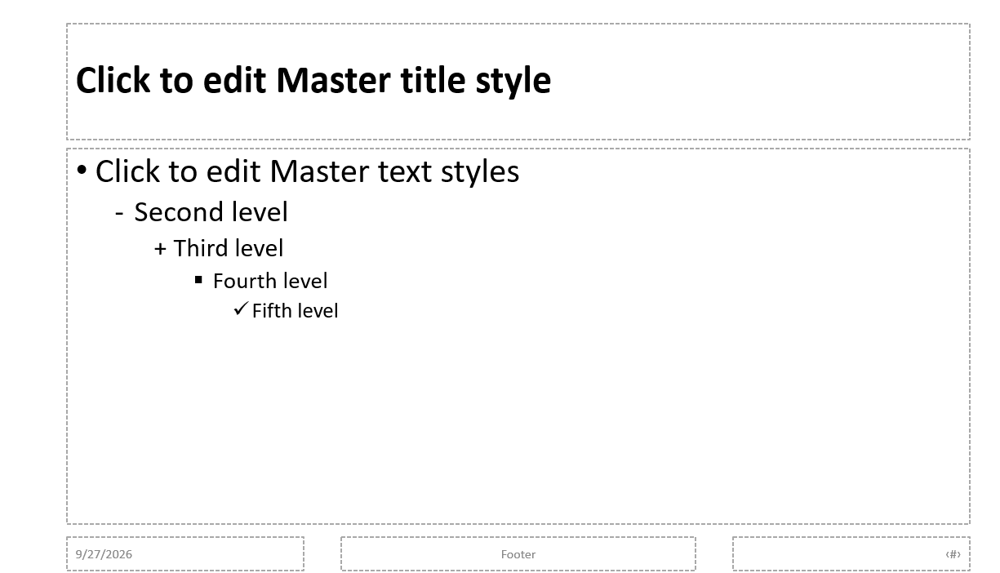 Click to edit Master title style
• Click to edit Master text styles
- Second level
+ Third level
▪ Fourth level
✓ Fifth level
9/27/2026
Footer
‹#›